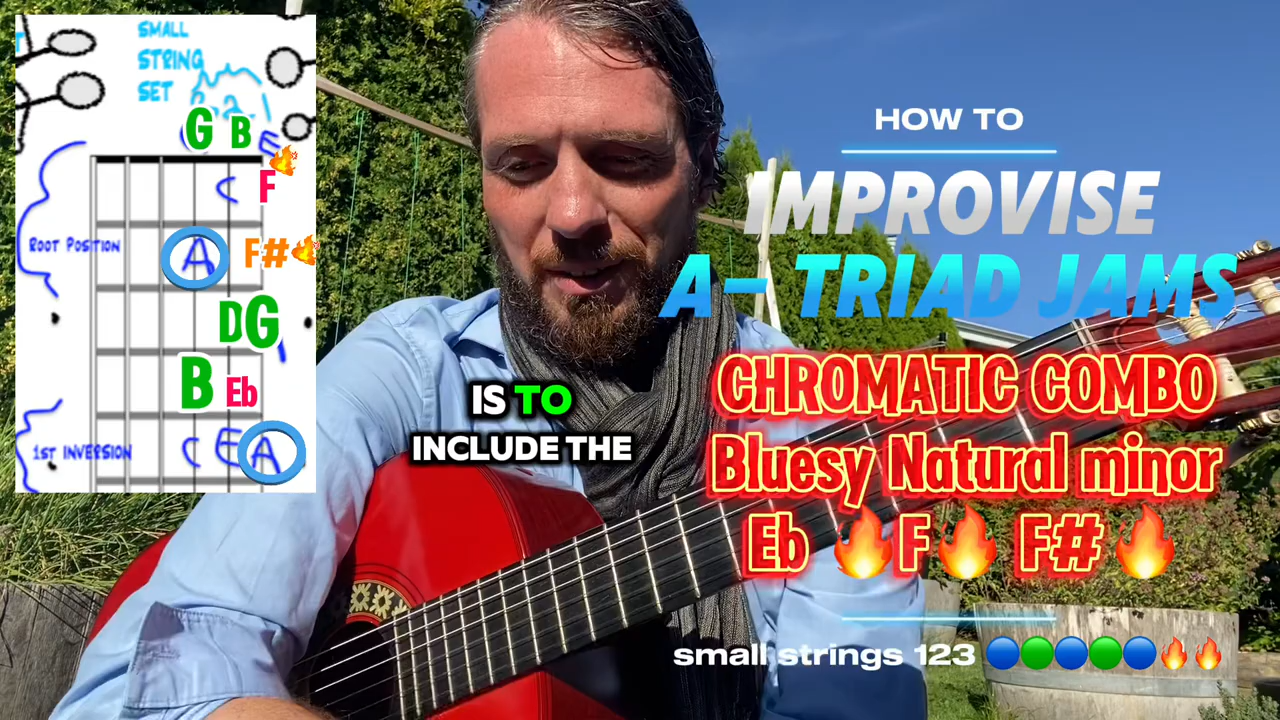 SMALL
STRING
SET
G B E
C F
ROOT POSITION
A F#
D G
B Eb
1ST INVERSION
C E A
IS TO
INCLUDE THE
HOW TO
IMPROVISE
A- TRIAD JAMS
CHROMATIC COMBO
Bluesy Natural minor
Eb 🔥 F 🔥 F# 🔥
small strings 123 🔵🟢🔵🟢🔵🔥🔥